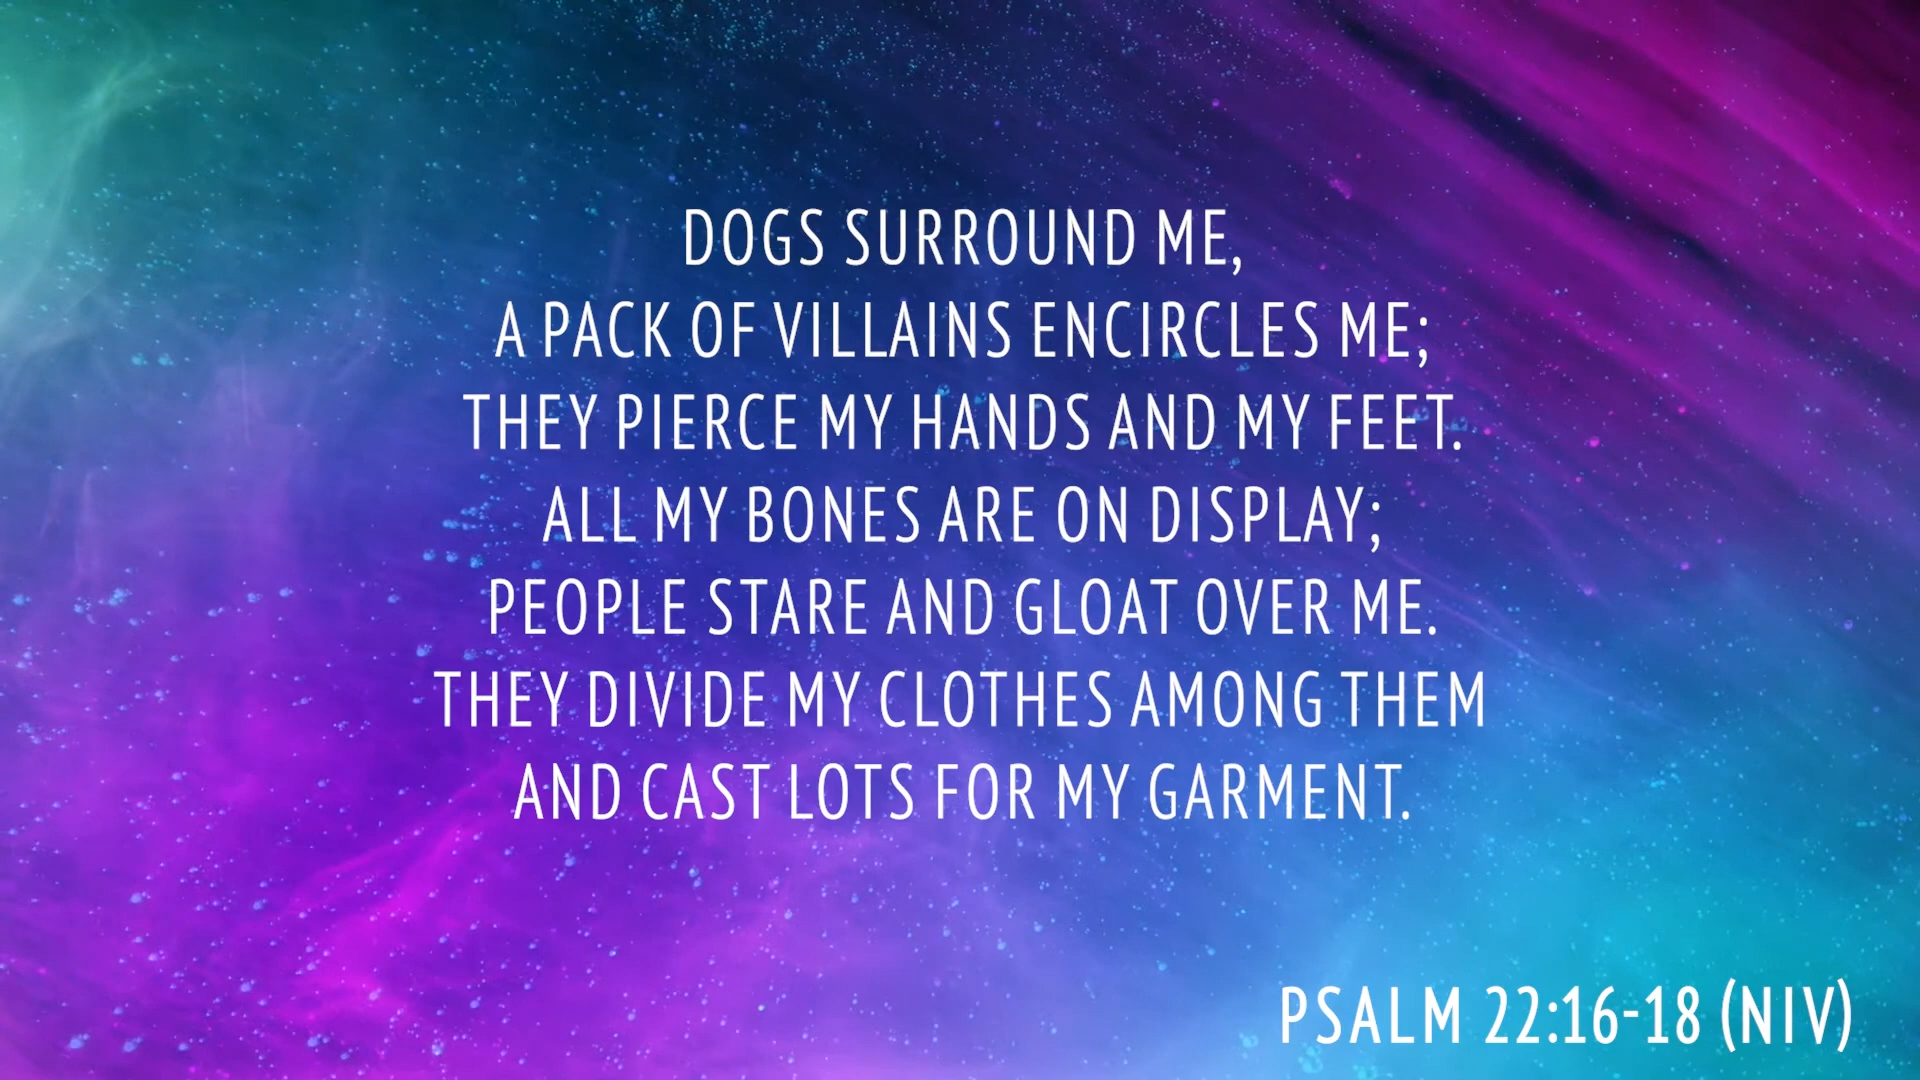 DOGS SURROUND ME,
A PACK OF VILLAINS ENCIRCLES ME;
THEY PIERCE MY HANDS AND MY FEET.
ALL MY BONES ARE ON DISPLAY;
PEOPLE STARE AND GLOAT OVER ME.
THEY DIVIDE MY CLOTHES AMONG THEM
AND CAST LOTS FOR MY GARMENT.
PSALM 22:16-18 (NIV)